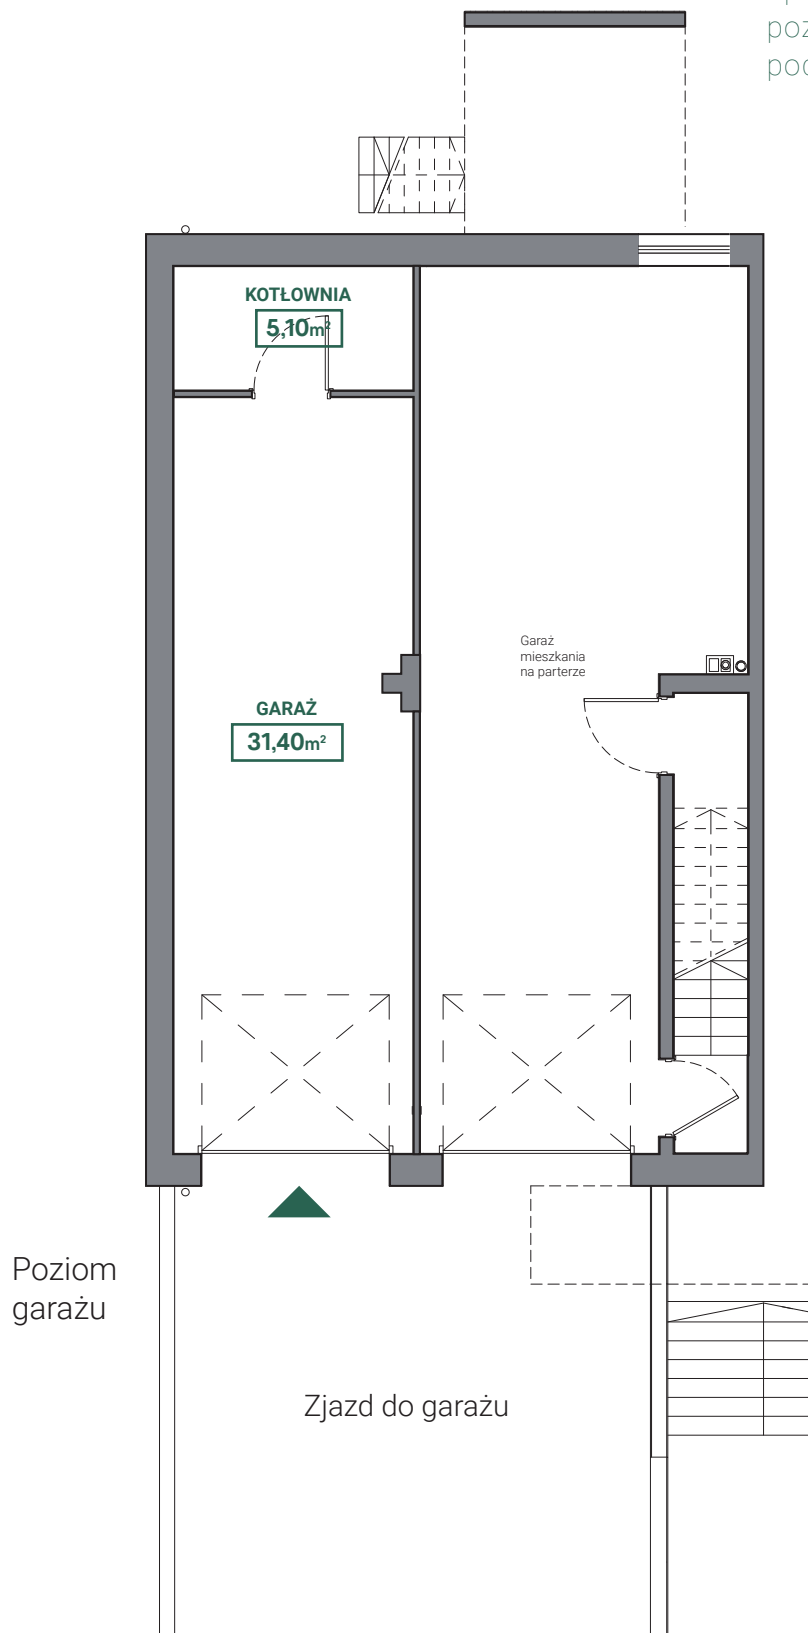 KOTŁOWNIA
5,10m²
Garaż
mieszkania
na parterze
GARAŻ
31,40m²
Poziom
garażu
Zjazd do garażu